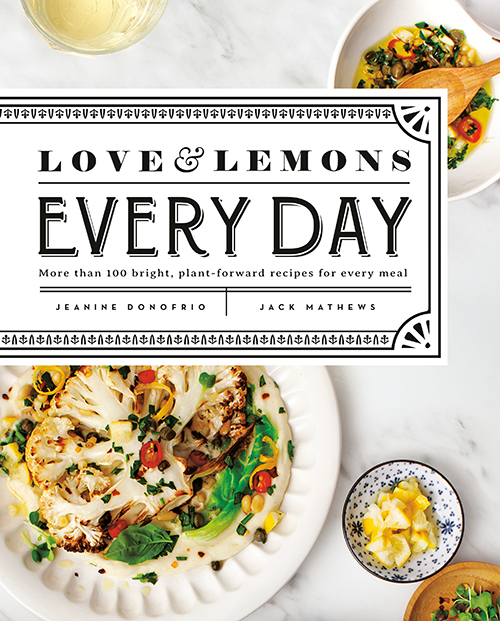 LOVE & LEMONS
EVERY DAY
More than 100 bright, plant-forward recipes for every meal
JEANINE DONOFRIO
JACK MATHEWS